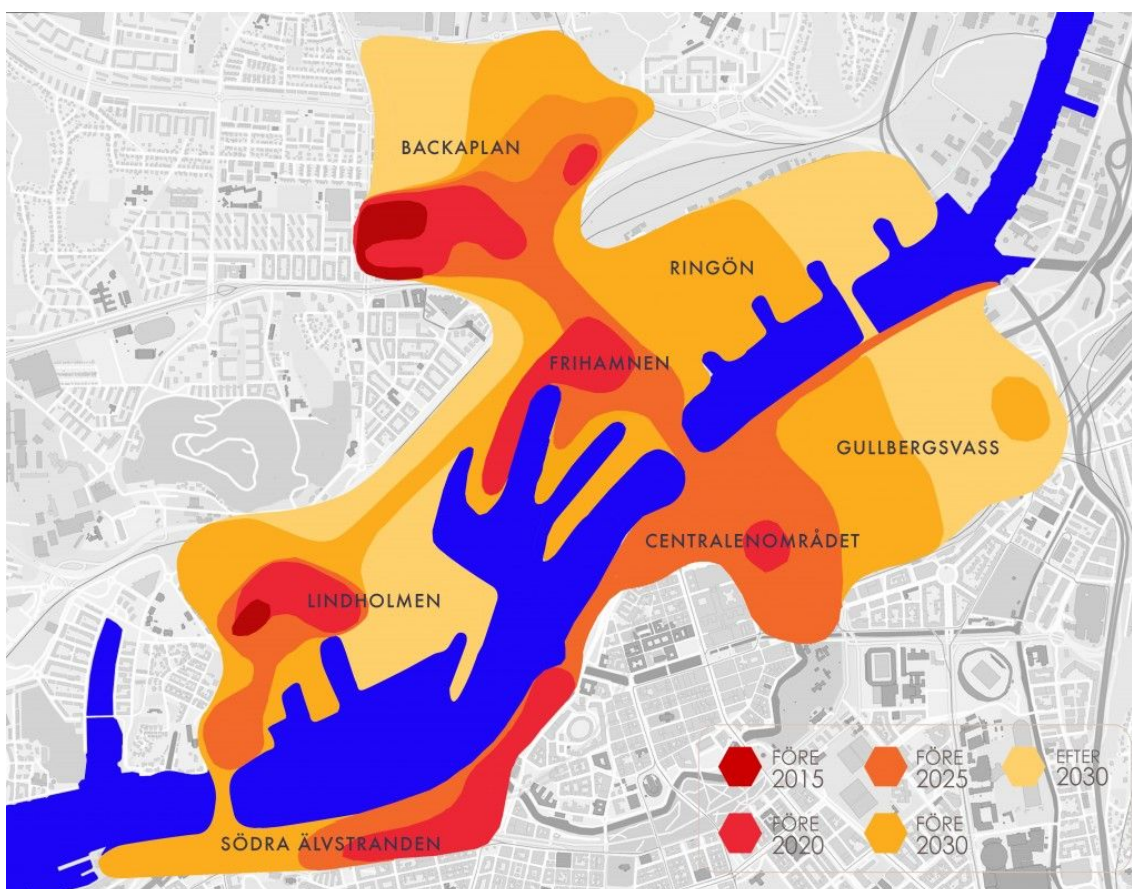 BACKAPLAN
RINGÖN
FRIHAMNEN
GULLBERGSVASS
CENTRALENOMRÅDET
LINDHOLMEN
SÖDRA ÄLVSTRANDEN
FÖRE
2015
FÖRE
2025
EFTER
2030
FÖRE
2020
FÖRE
2030